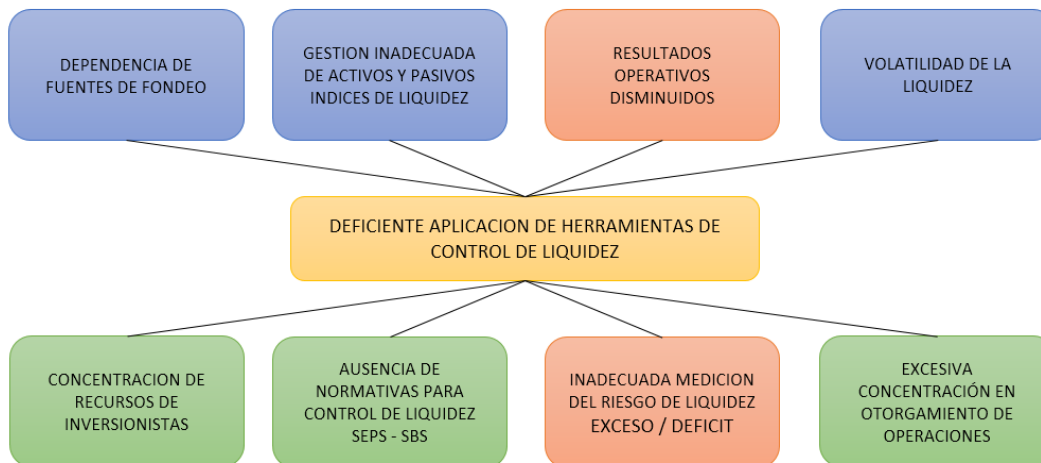 DEPENDENCIA DE
FUENTES DE FONDEO
GESTION INADECUADA
DE ACTIVOS Y PASIVOS
INDICES DE LIQUIDEZ
RESULTADOS
OPERATIVOS
DISMINUIDOS
VOLATILIDAD DE LA
LIQUIDEZ
DEFICIENTE APLICACION DE HERRAMIENTAS DE
CONTROL DE LIQUIDEZ
CONCENTRACION DE
RECURSOS DE
INVERSIONISTAS
AUSENCIA DE
NORMATIVAS PARA
CONTROL DE LIQUIDEZ
SEPS - SBS
INADECUADA MEDICION
DEL RIESGO DE LIQUIDEZ
EXCESO / DEFICIT
EXCESIVA
CONCENTRACIÓN EN
OTORGAMIENTO DE
OPERACIONES